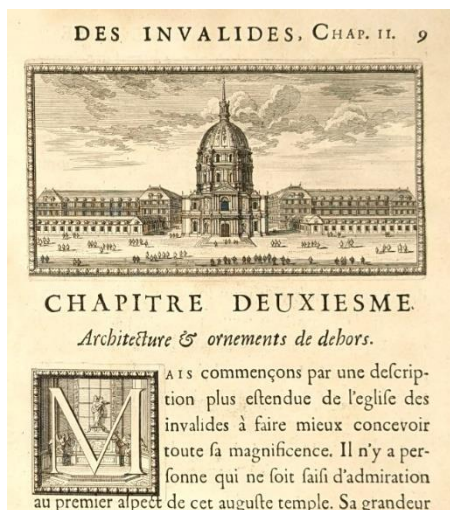 DES INVALIDES, CHAP. II. 9
CHAPITRE DEUXIESME.
Architecture & ornements de dehors.
MAIS commençons par une deſcrip-
tion plus eſtendue de l'egliſe des
invalides à faire mieux concevoir
toute ſa magnificence. Il n'y a per-
ſonne qui ne ſoit ſaiſi d'admiration
au premier aſpect de cet auguſte temple. Sa grandeur